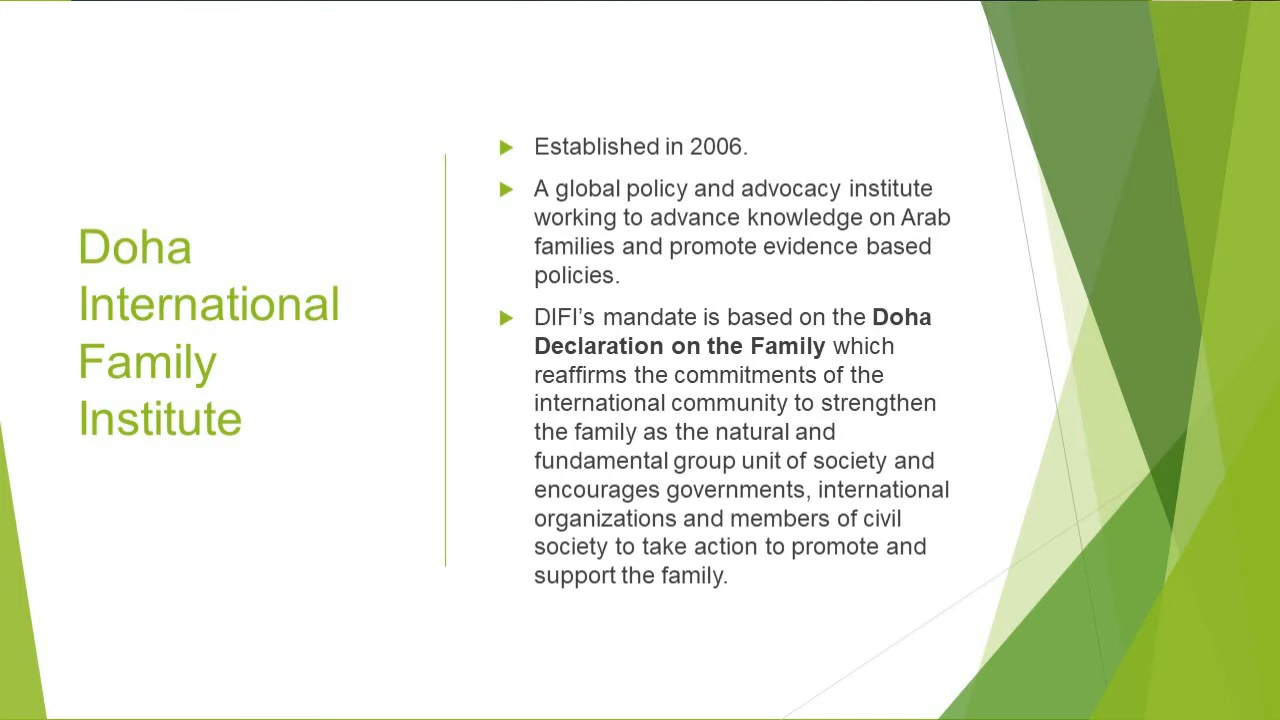 Doha
International
Family
Institute
Established in 2006.
A global policy and advocacy institute
working to advance knowledge on Arab
families and promote evidence based
policies.
DIFI’s mandate is based on the Doha
Declaration on the Family which
reaffirms the commitments of the
international community to strengthen
the family as the natural and
fundamental group unit of society and
encourages governments, international
organizations and members of civil
society to take action to promote and
support the family.